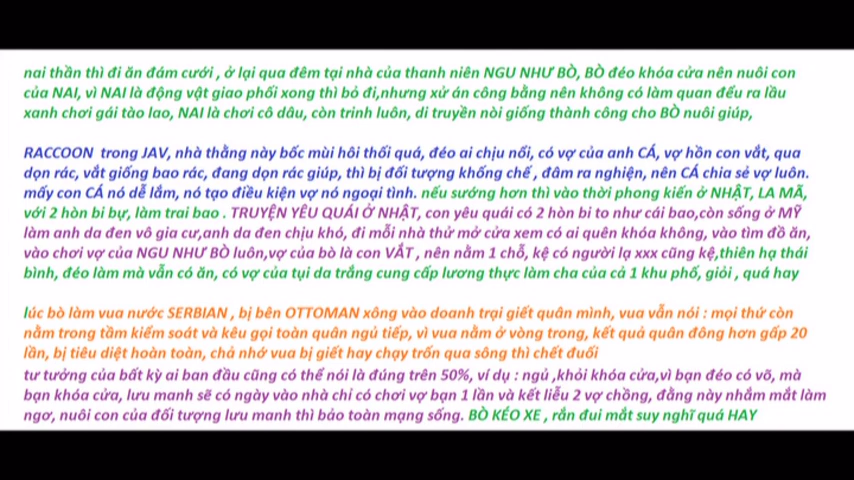 nai thần thì đi ăn đám cưới , ở lại qua đêm tại nhà của thanh niên NGU NHƯ BÒ, BÒ đéo khóa cửa nên nuôi con
của NAI, vì NAI là động vật giao phối xong thì bỏ đi,nhưng xứ án công bằng nên không có làm quan đểu ra lầu
xanh chơi gái tào lao, NAI là chơi cô dâu, còn trinh luôn, di truyền nòi giống thành công cho BÒ nuôi giúp,
RACCOON trong JAV, nhà thằng này bốc mùi hôi thối quá, đéo ai chịu nổi, có vợ của anh CÁ, vợ hồn con vắt, qua
dọn rác, vắt giống bao rác, đang dọn rác giúp, thì bị đối tượng khống chế , đâm ra nghiện, nên CÁ chia sẻ vợ luôn.
mấy con CÁ nó dễ lắm, nó tạo điều kiện vợ nó ngoại tình. nếu sướng hơn thì vào thời phong kiến ở NHẬT, LA MÃ,
với 2 hòn bi bự, làm trai bao . TRUYỆN YÊU QUÁI Ở NHẬT, con yêu quái có 2 hòn bi to như cái bao,còn sống ở MỸ
làm anh da đen vô gia cư,anh da đen chịu khó, đi mỗi nhà thử mở cửa xem có ai quên khóa không, vào tìm đồ ăn,
vào chơi vợ của NGU NHƯ BÒ luôn,vợ của bò là con VẮT , nên nằm 1 chỗ, kệ có người lạ xxx cũng kệ,thiên hạ thái
bình, đéo làm mà vẫn có ăn, có vợ của tụi da trắng cung cấp lương thực làm cha của cả 1 khu phố, giỏi , quá hay
lúc bò làm vua nước SERBIAN , bị bên OTTOMAN xông vào doanh trại giết quân mình, vua vẫn nói : mọi thứ còn
nằm trong tầm kiểm soát và kêu gọi toàn quân ngủ tiếp, vì vua nằm ở vòng trong, kết quả quân đông hơn gấp 20
lần, bị tiêu diệt hoàn toàn, chả nhớ vua bị giết hay chạy trốn qua sông thì chết đuối
tư tưởng của bất kỳ ai ban đầu cũng có thể nói là đúng trên 50%, ví dụ : ngủ ,khỏi khóa cửa,vì bạn đéo có võ, mà
bạn khóa cửa, lưu manh sẽ có ngày vào nhà chỉ có chơi vợ bạn 1 lần và kết liễu 2 vợ chồng, đằng này nhắm mắt làm
ngơ, nuôi con của đối tượng lưu manh thì bảo toàn mạng sống. BÒ KÉO XE , rắn đui mắt suy nghĩ quá HAY